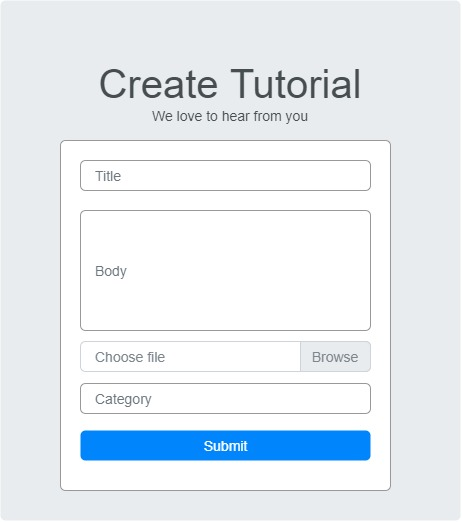 Create Tutorial
We love to hear from you
Title
Body
Choose file Browse
Category
Submit